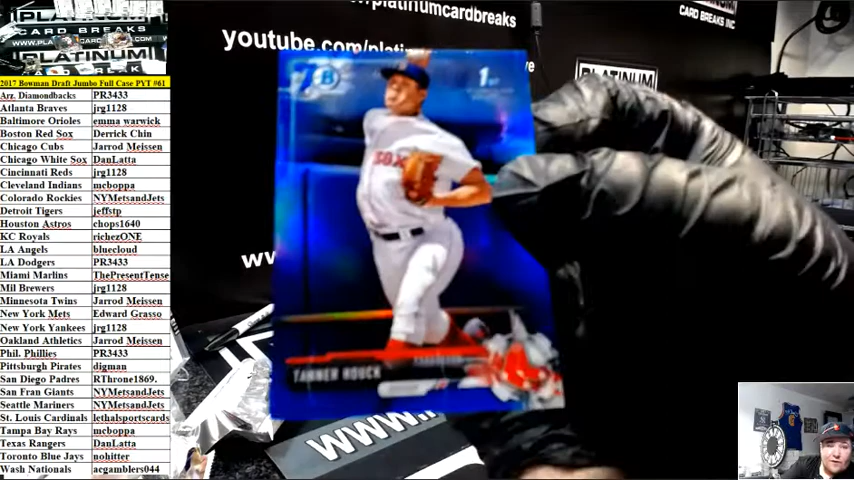 PLATINUM
CARD BREAKS
PLATINUM
CARD BREAKS
2017 Bowman Draft Jumbo Full Case PYT #61
Arz. Diamondbacks PR3433
Atlanta Braves jrg1128
Baltimore Orioles emma warwick
Boston Red Sox Derrick Chin
Chicago Cubs Jarrod Meissen
Chicago White Sox DanLatta
Cincinnati Reds jrg1128
Cleveland Indians mcboppa
Colorado Rockies NYMetsandJets
Detroit Tigers jeffstp
Houston Astros chops1640
KC Royals richezONE
LA Angels bluecloud
LA Dodgers PR3433
Miami Marlins ThePresentTense
Mil Brewers jrg1128
Minnesota Twins Jarrod Meissen
New York Mets Edward Grasso
New York Yankees jrg1128
Oakland Athletics Jarrod Meissen
Phil. Phillies PR3433
Pittsburgh Pirates digman
San Diego Padres RThrone1869.
San Fran Giants NYMetsandJets
Seattle Mariners NYMetsandJets
St. Louis Cardinals lethalsportscards
Tampa Bay Rays mcboppa
Texas Rangers DanLatta
Toronto Blue Jays nohitter
Wash Nationals acgamblers044
/platinumcardbreaks
CARD BREAKS INC
youtube.com/plati
PLATINUM
1st
B
SOX
TANNER HOUCK
ww
www.